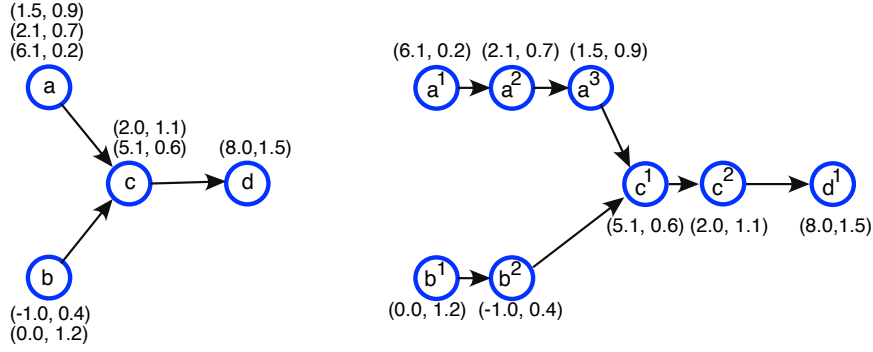 (1.5, 0.9)
(2.1, 0.7)
(6.1, 0.2)
a
(2.0, 1.1)
(5.1, 0.6)
c
(8.0,1.5)
d
b
(-1.0, 0.4)
(0.0, 1.2)
(6.1, 0.2) (2.1, 0.7) (1.5, 0.9)
a1 a2 a3
c1 c2 d1
(5.1, 0.6) (2.0, 1.1) (8.0,1.5)
b1 b2
(0.0, 1.2) (-1.0, 0.4)